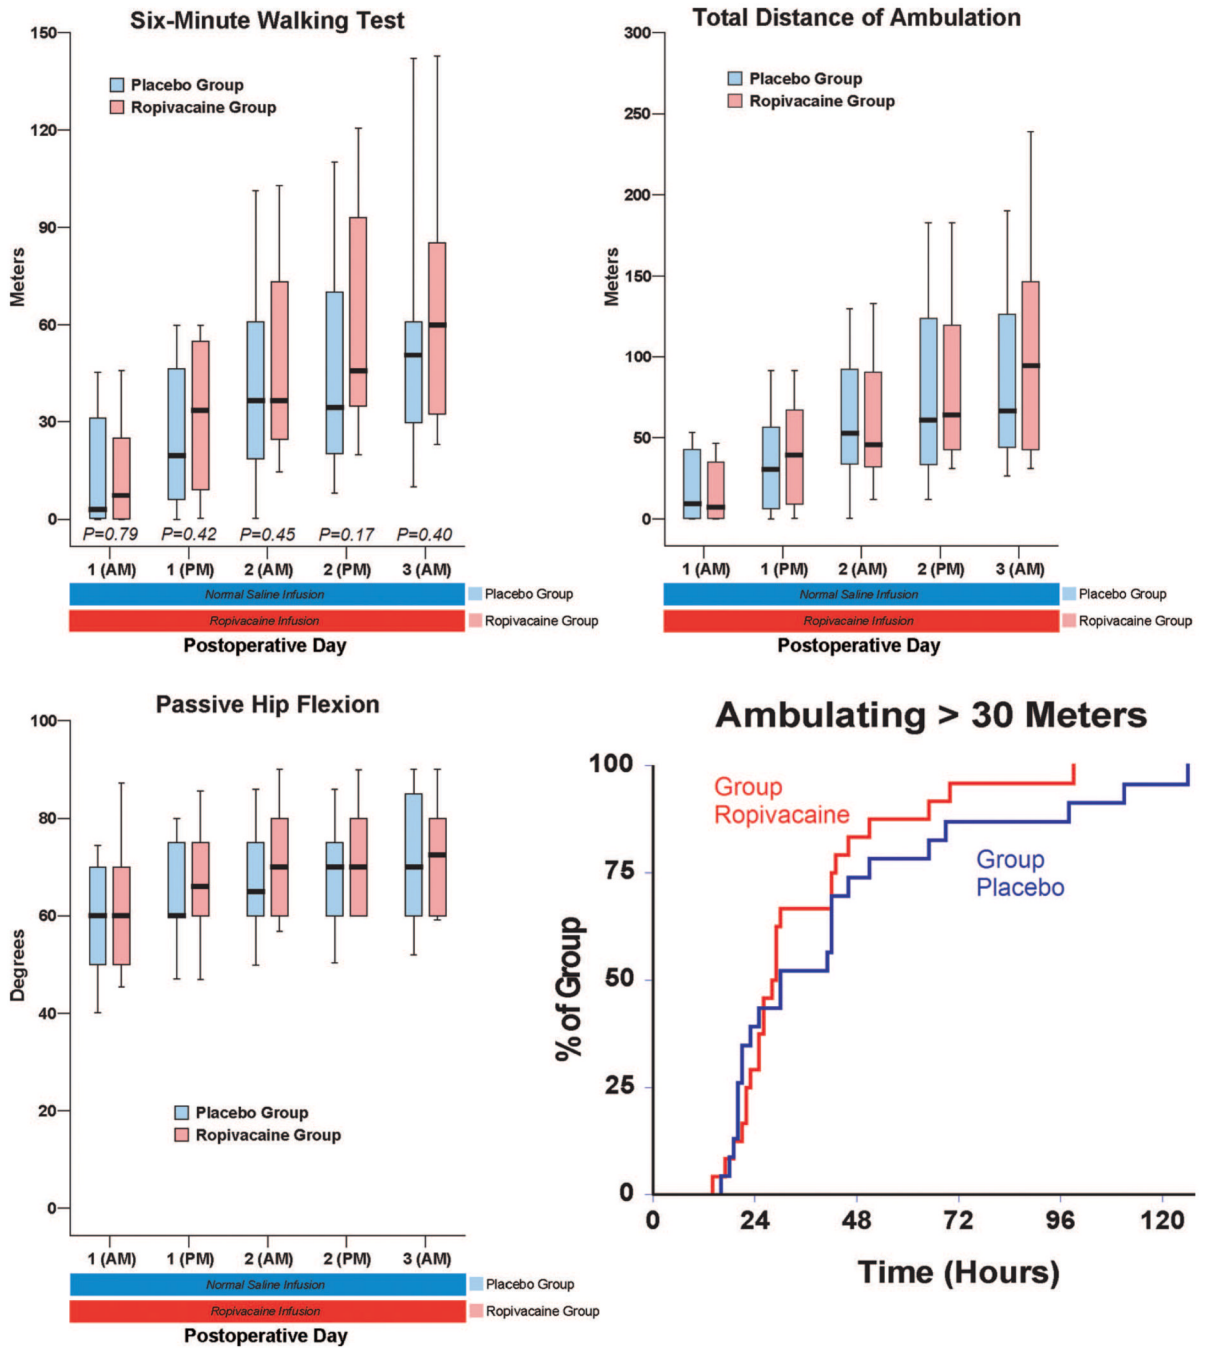 Six-Minute Walking Test
150
120
90
60
30
0
Meters
Placebo Group
Ropivacaine Group
P=0.79 P=0.42 P=0.45 P=0.17 P=0.40
1 (AM) 1 (PM) 2 (AM) 2 (PM) 3 (AM)
Normal Saline Infusion Placebo Group
Ropivacaine Infusion Ropivacaine Group
Postoperative Day
Total Distance of Ambulation
300
250
200
150
100
50
0
Meters
Placebo Group
Ropivacaine Group
1 (AM) 1 (PM) 2 (AM) 2 (PM) 3 (AM)
Normal Saline Infusion Placebo Group
Ropivacaine Infusion Ropivacaine Group
Postoperative Day
Passive Hip Flexion
100
80
60
40
20
0
Degrees
Placebo Group
Ropivacaine Group
1 (AM) 1 (PM) 2 (AM) 2 (PM) 3 (AM)
Normal Saline Infusion Placebo Group
Ropivacaine Infusion Ropivacaine Group
Postoperative Day
Ambulating > 30 Meters
100
75
50
25
0
% of Group
Group
Ropivacaine
Group
Placebo
0 24 48 72 96 120
Time (Hours)